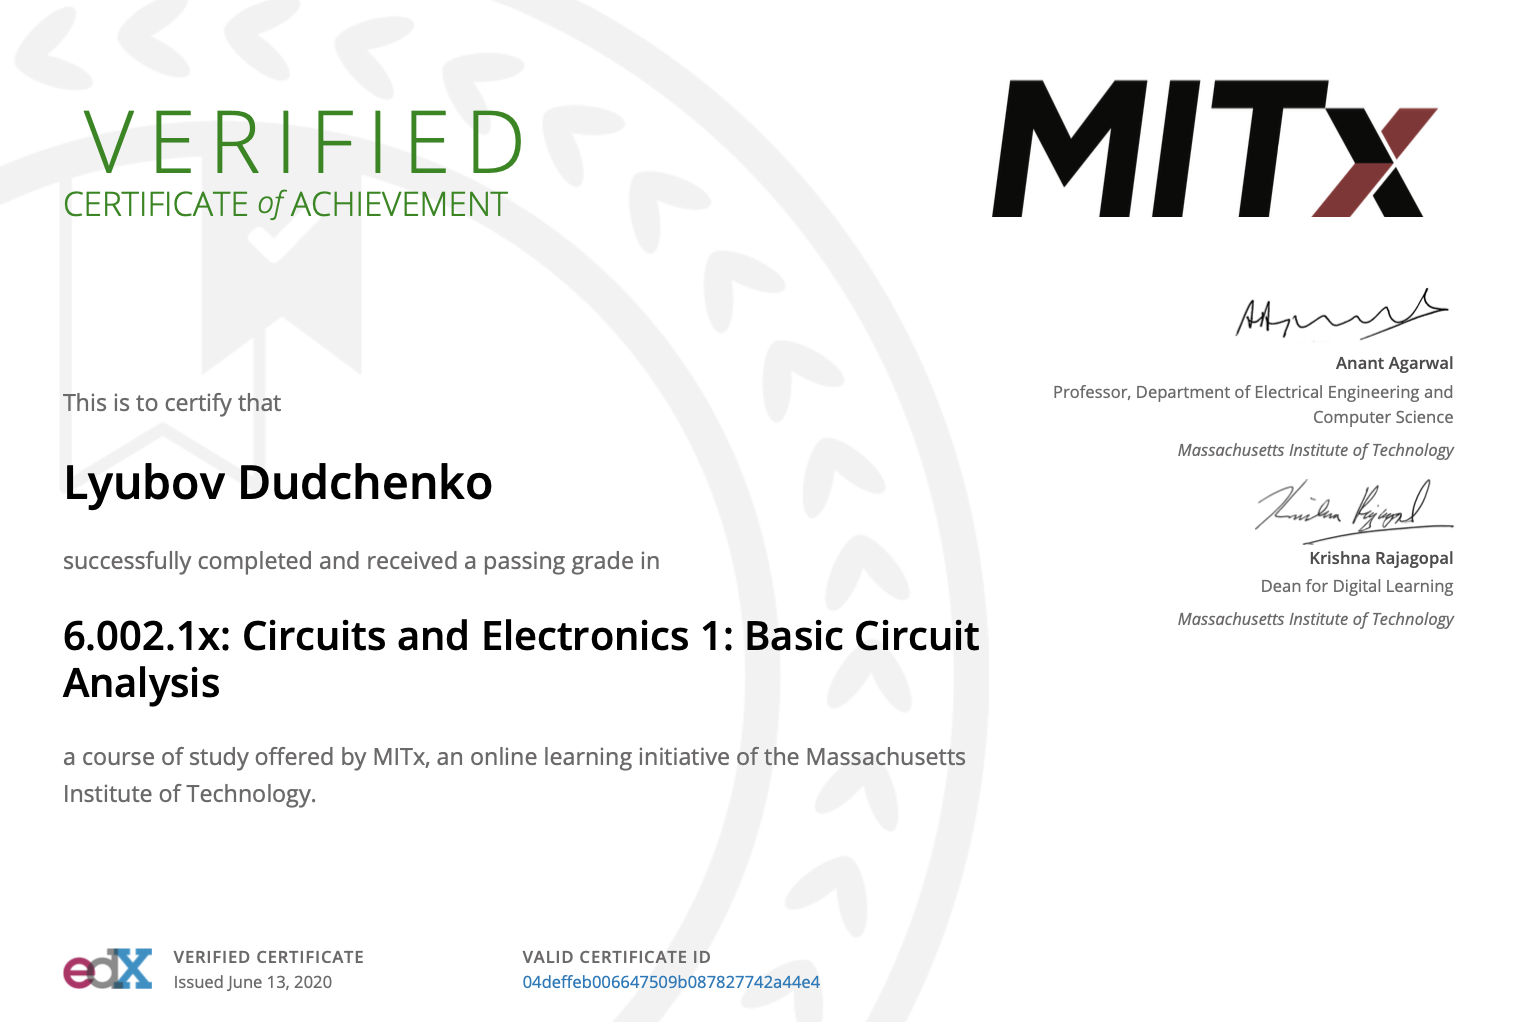 VERIFIED
CERTIFICATE of ACHIEVEMENT
MITx
This is to certify that
Lyubov Dudchenko
successfully completed and received a passing grade in
6.002.1x: Circuits and Electronics 1: Basic Circuit
Analysis
a course of study offered by MITx, an online learning initiative of the Massachusetts
Institute of Technology.
Anant Agarwal
Professor, Department of Electrical Engineering and
Computer Science
Massachusetts Institute of Technology
Krishna Rajagopal
Krishna Rajagopal
Dean for Digital Learning
Massachusetts Institute of Technology
edX
VERIFIED CERTIFICATE
Issued June 13, 2020
VALID CERTIFICATE ID
04deffeb006647509b087827742a44e4